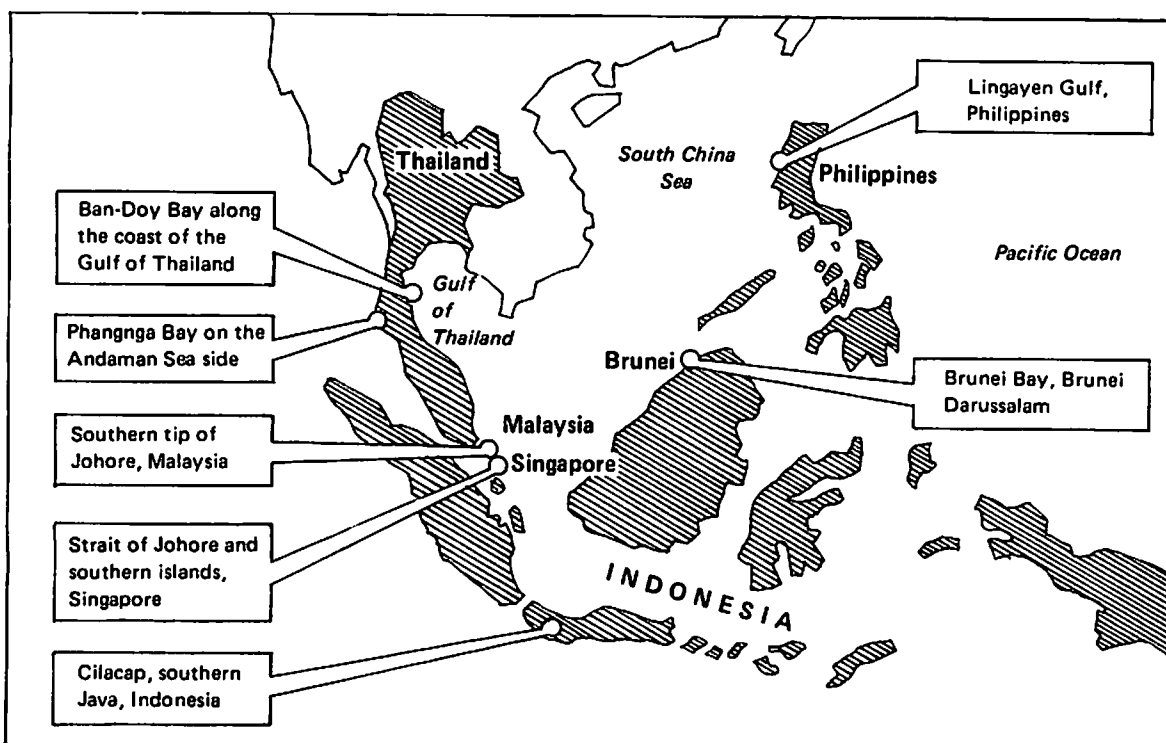 Lingayen Gulf,
Philippines
Thailand
South China
Sea
Philippines
Ban-Doy Bay along
the coast of the
Gulf of Thailand
Pacific Ocean
Gulf
of
Thailand
Phangnga Bay on the
Andaman Sea side
Brunei
Brunei Bay, Brunei
Darussalam
Southern tip of
Johore, Malaysia
Malaysia
Singapore
Strait of Johore and
southern islands,
Singapore
INDONESIA
Cilacap, southern
Java, Indonesia